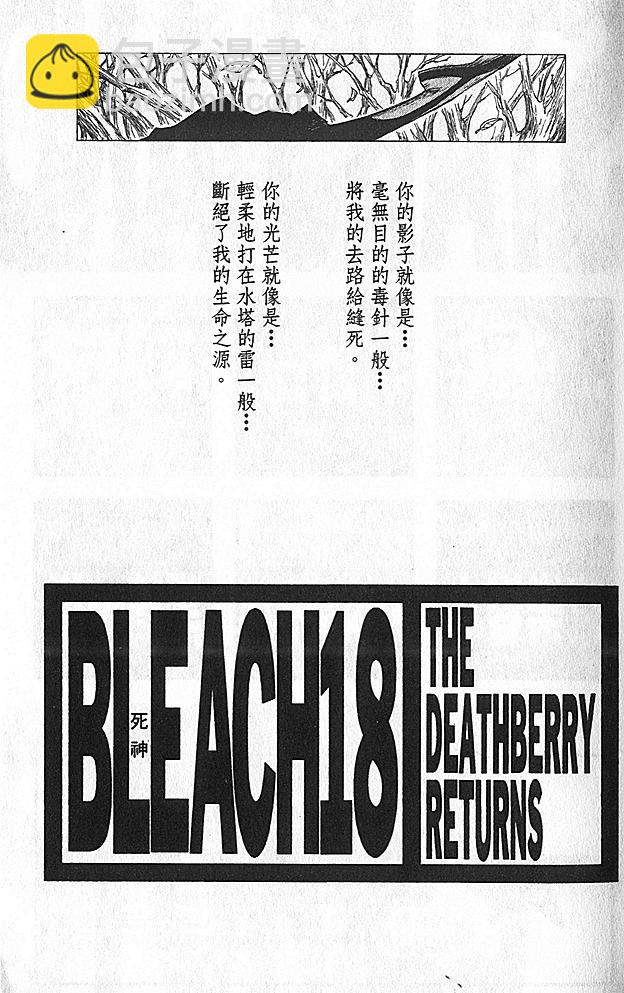 包子漫畫
baozimh.com
你的影子就像是…
毫無目的的毒針一般…
將我的去路給縫死。
你的光芒就像是…
輕柔地打在水塔的雷一般…
斷絕了我的生命之源。
BLEACH18
死神
THE
DEATHBERRY
RETURNS